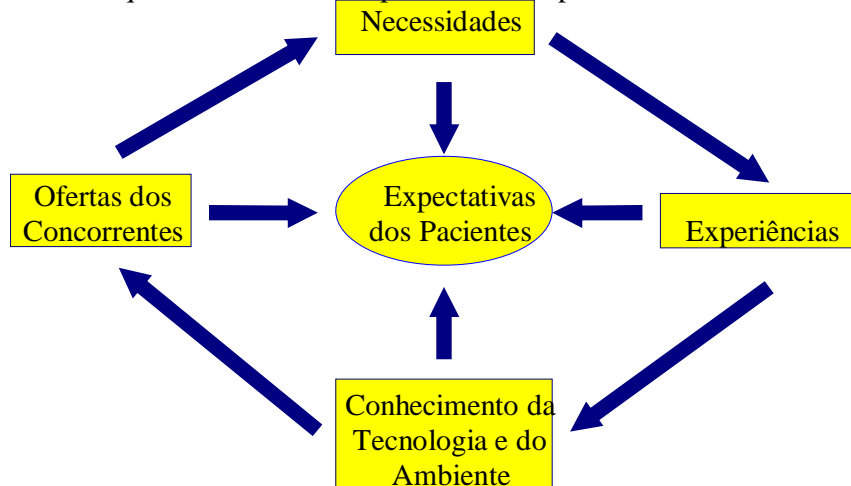 Necessidades
Ofertas dos
Concorrentes
Expectativas
dos Pacientes
Experiências
Conhecimento da
Tecnologia e do
Ambiente